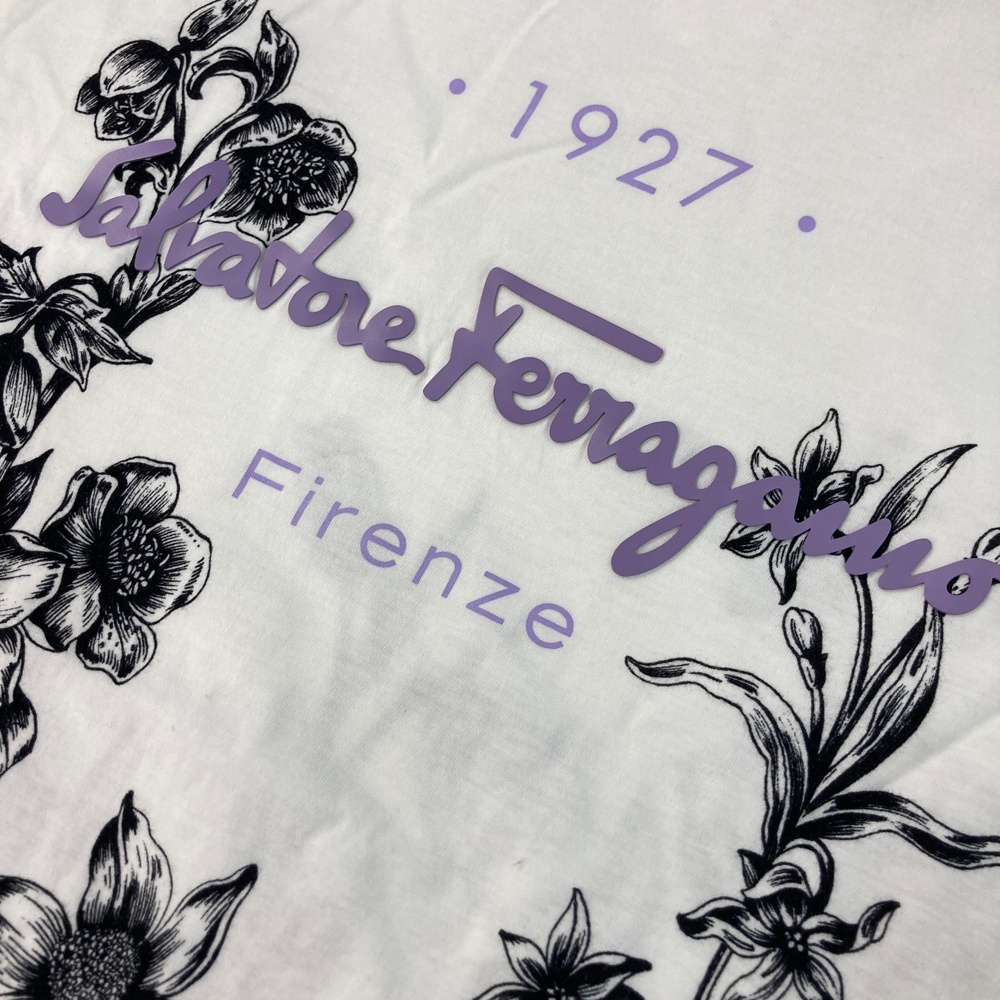 • 1927 •
Salvatore Ferragamo
Firenze